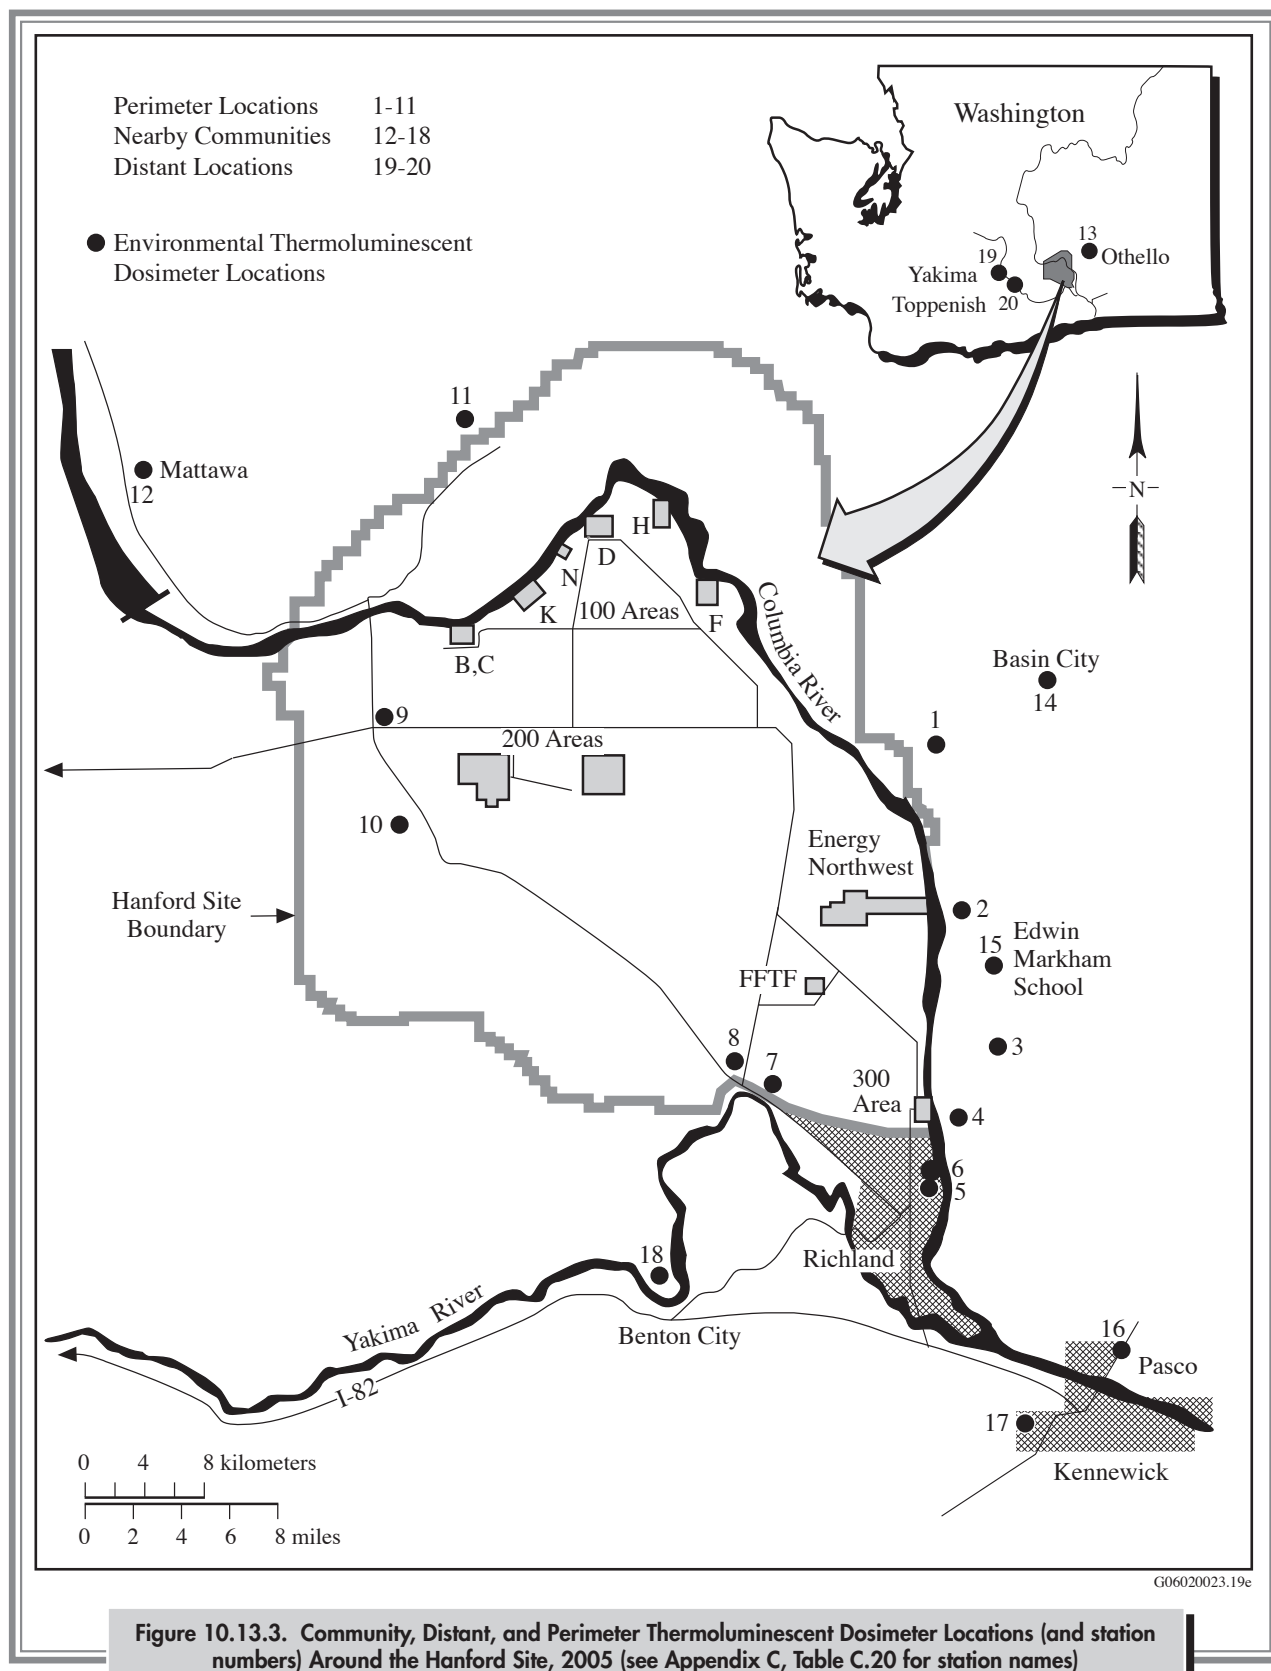 Perimeter Locations 1-11
Nearby Communities 12-18
Distant Locations 19-20
Environmental Thermoluminescent
Dosimeter Locations
Washington
13
Othello
19
Yakima
Toppenish 20
11
Mattawa
12
N
H
D
N
K
100 Areas
F
B,C
Columbia River
Basin City
14
1
9
200 Areas
10
Energy
Northwest
Hanford Site
Boundary
2
15
Edwin
Markham
School
FFTF
3
8
7
300
Area
4
6
5
Richland
18
Yakima River
Benton City
I-82
16
Pasco
17
Kennewick
0 4 8 kilometers
0 2 4 6 8 miles
G06020023.19e
Figure 10.13.3. Community, Distant, and Perimeter Thermoluminescent Dosimeter Locations (and station
numbers) Around the Hanford Site, 2005 (see Appendix C, Table C.20 for station names)